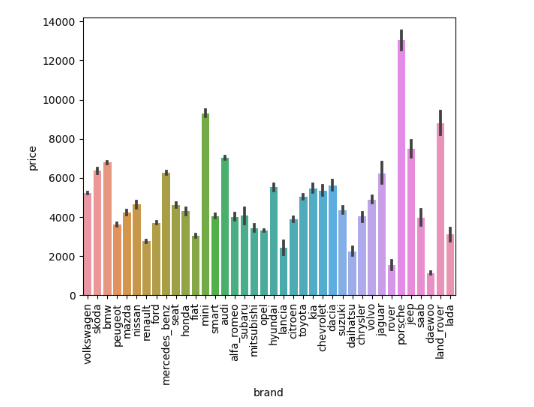 14000
12000
10000
8000
6000
4000
2000
0
price
volkswagen
skoda
bmw
peugeot
mazda
nissan
renault
ford
mercedes_benz
seat
honda
fiat
mini
smart
audi
alfa_romeo
subaru
mitsubishi
opel
hyundai
lancia
citroen
toyota
kia
chevrolet
dacia
suzuki
daihatsu
chrysler
volvo
jaguar
rover
porsche
jeep
saab
daewoo
land_rover
lada
brand